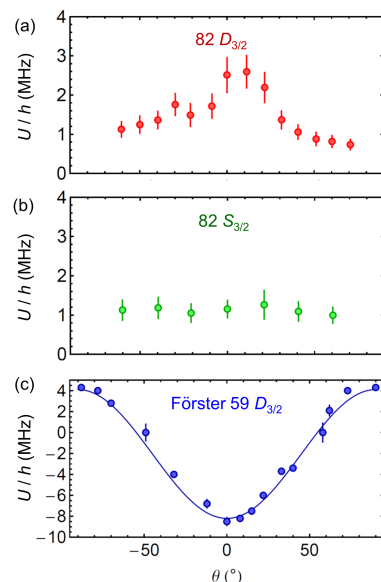 (a)
82 D3/2
4
3
2
1
0
U / h (MHz)
(b)
82 S3/2
4
3
2
1
0
U / h (MHz)
(c)
Förster 59 D3/2
4
2
0
−2
−4
−6
−8
−10
U / h (MHz)
−50 0 50
θ (°)